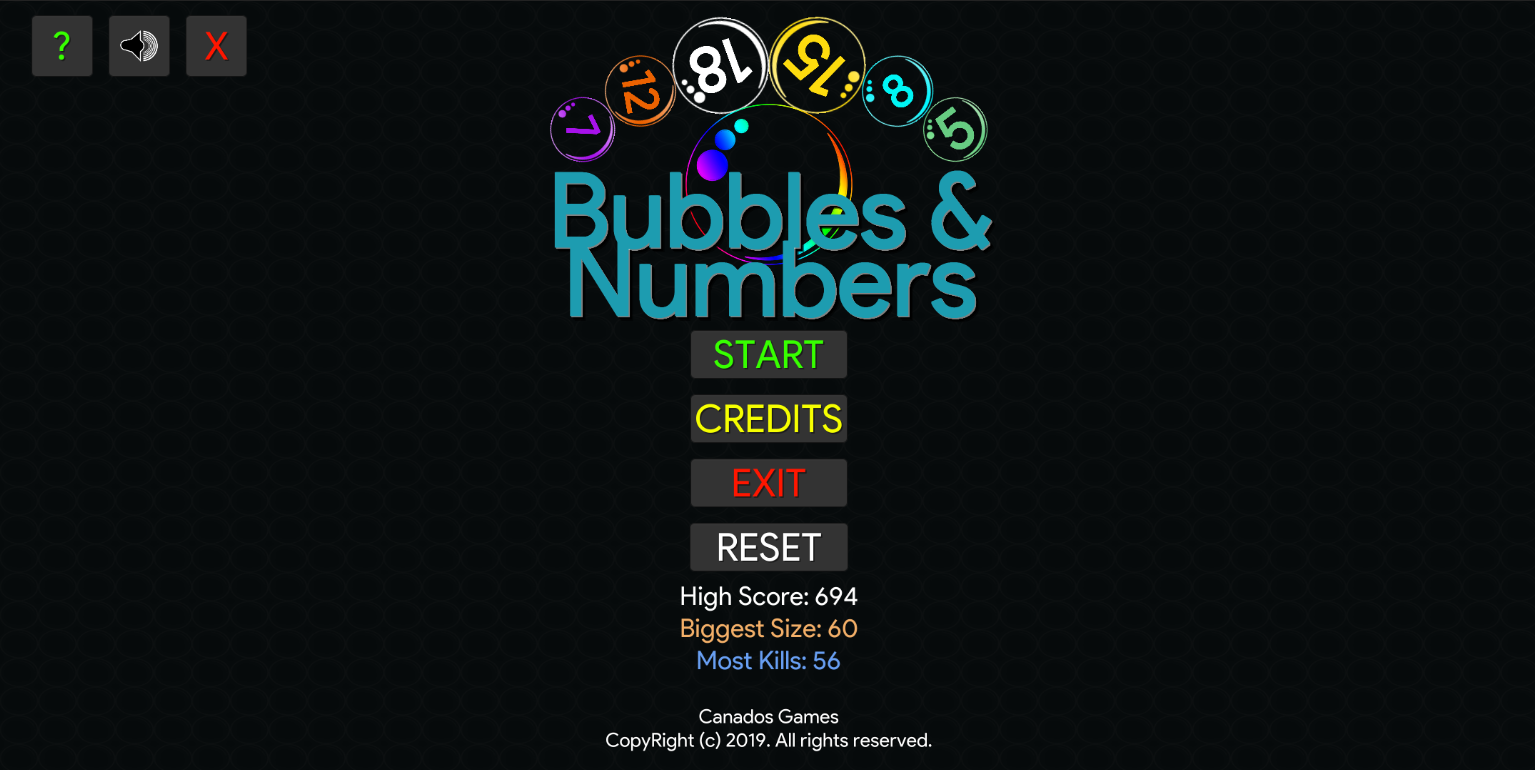 ? X
7 12 18 15 8 5
Bubbles &
Numbers
START
CREDITS
EXIT
RESET
High Score: 694
Biggest Size: 60
Most Kills: 56
Canados Games
CopyRight (c) 2019. All rights reserved.